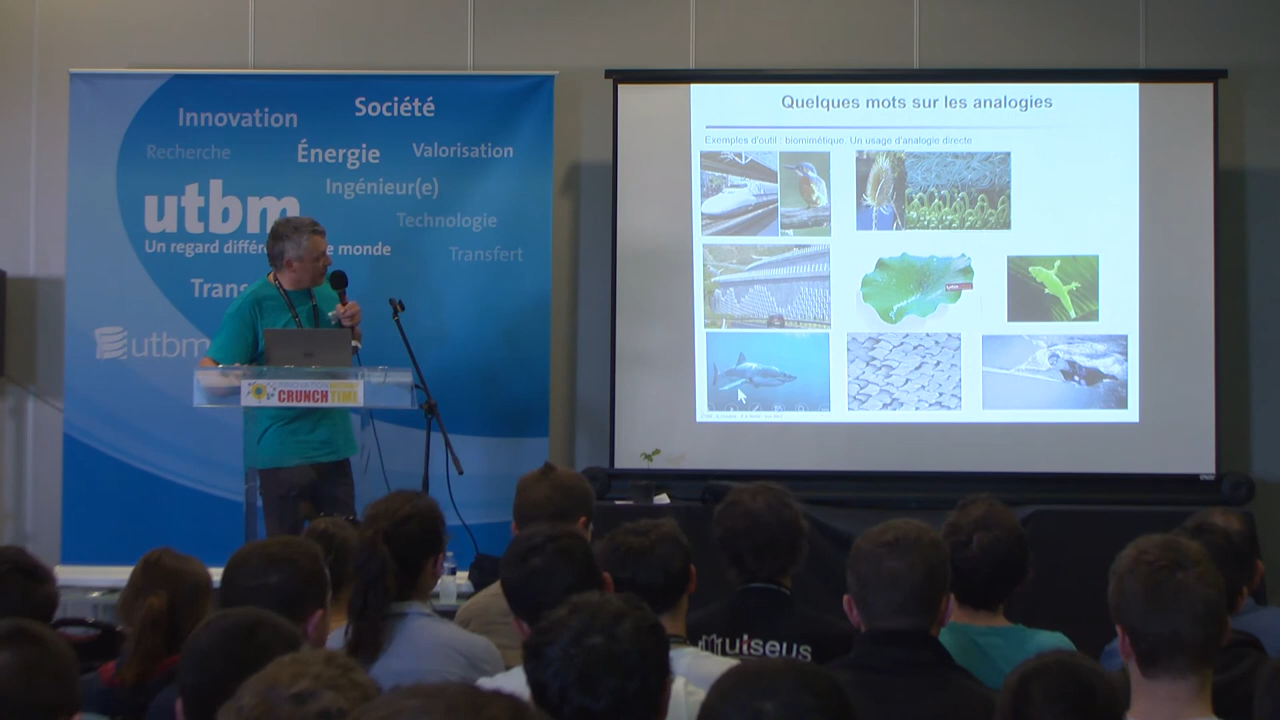 Innovation
Société
Recherche
Énergie
Valorisation
Ingénieur(e)
utbm
Technologie
Un regard différ
e monde
Transfert
Trans
utbm
CRUNCH TIME
Quelques mots sur les analogies
Exemples d'outil : biomimétique. Un usage d'analogie directe